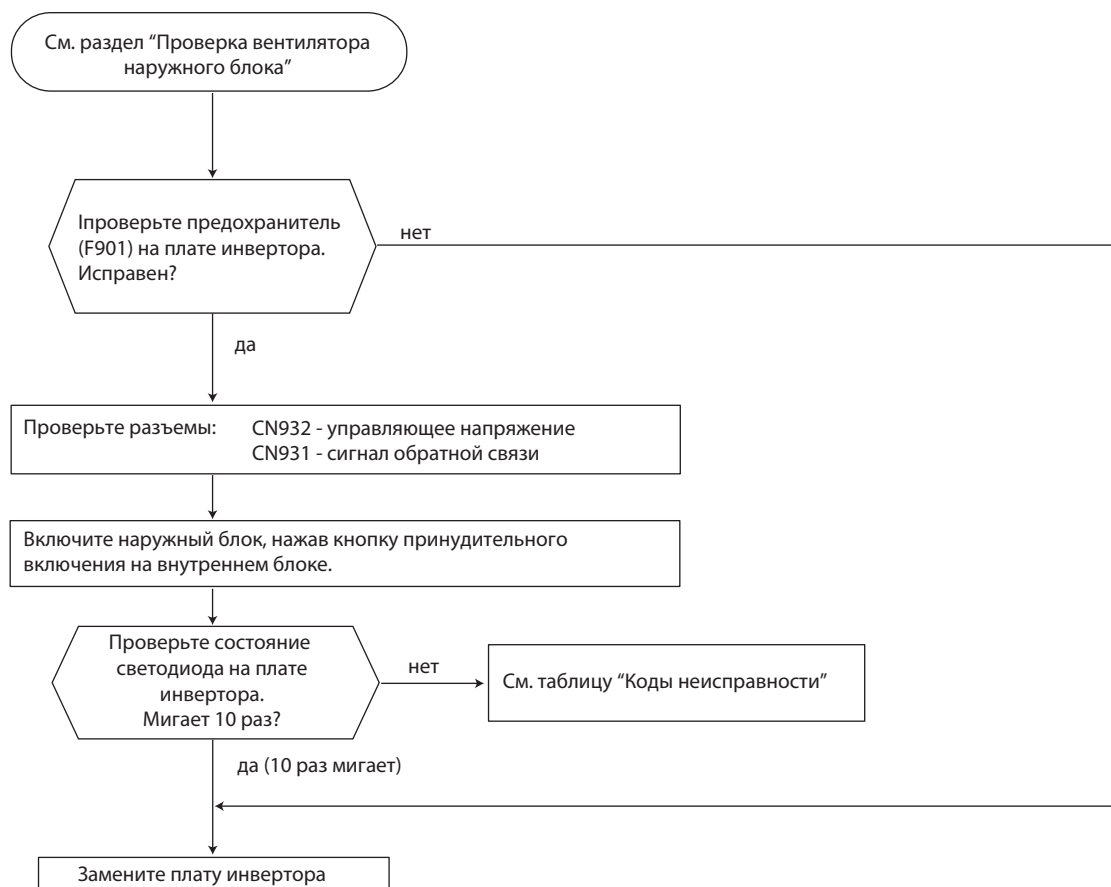 См. раздел “Проверка вентилятора
наружного блока”
Iпроверьте предохранитель
(F901) на плате инвертора.
Исправен?
нет
да
Проверьте разъемы: CN932 - управляющее напряжение
CN931 - сигнал обратной связи
Включите наружный блок, нажав кнопку принудительного
включения на внутреннем блоке.
Проверьте состояние
светодиода на плате
инвертора.
Мигает 10 раз?
нет
См. таблицу “Коды неисправности”
да (10 раз мигает)
Замените плату инвертора